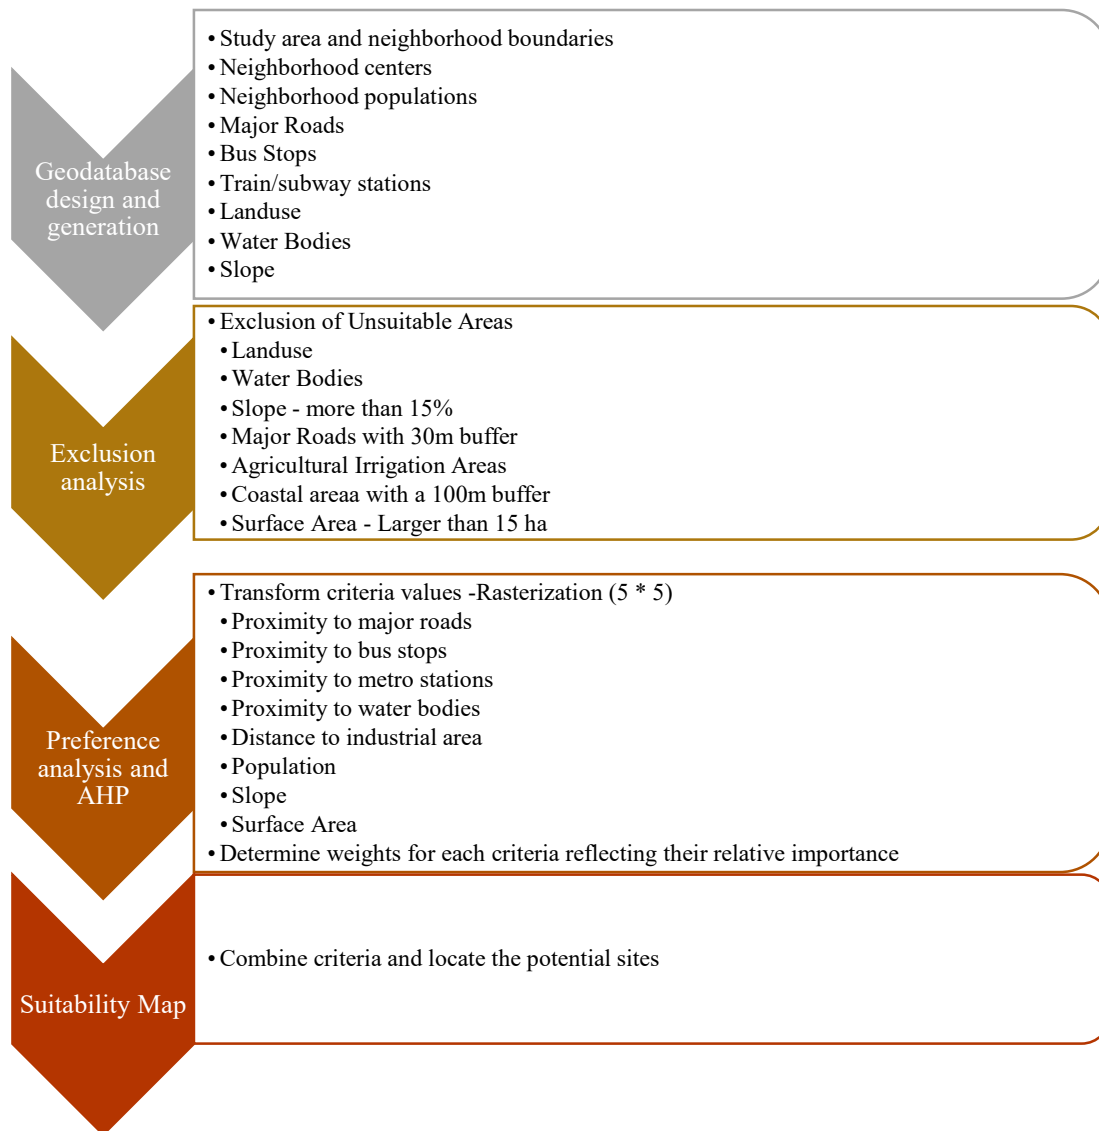 Geodatabase
design and
generation
• Study area and neighborhood boundaries
• Neighborhood centers
• Neighborhood populations
• Major Roads
• Bus Stops
• Train/subway stations
• Landuse
• Water Bodies
• Slope
Exclusion
analysis
• Exclusion of Unsuitable Areas
• Landuse
• Water Bodies
• Slope - more than 15%
• Major Roads with 30m buffer
• Agricultural Irrigation Areas
• Coastal areaa with a 100m buffer
• Surface Area - Larger than 15 ha
Preference
analysis and
AHP
• Transform criteria values -Rasterization (5 * 5)
• Proximity to major roads
• Proximity to bus stops
• Proximity to metro stations
• Proximity to water bodies
• Distance to industrial area
• Population
• Slope
• Surface Area
• Determine weights for each criteria reflecting their relative importance
Suitability Map
• Combine criteria and locate the potential sites